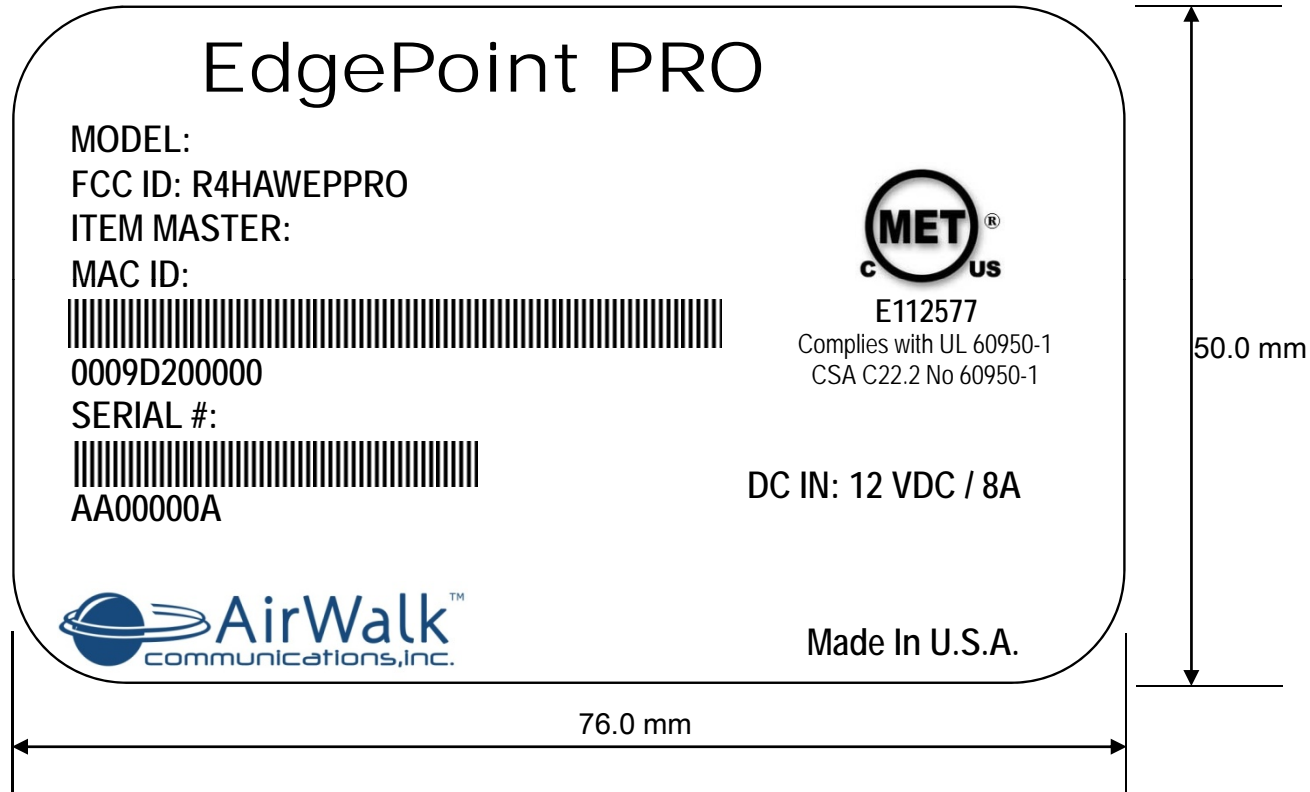 EdgePoint PRO
MODEL:
FCC ID: R4HAWEPPRO
ITEM MASTER:
MAC ID:
0009D200000
SERIAL #:
AA00000A
MET ®
C US
E112577
Complies with UL 60950-1
CSA C22.2 No 60950-1
DC IN: 12 VDC / 8A
AirWalk™
communications,inc.
Made In U.S.A.
50.0 mm
76.0 mm